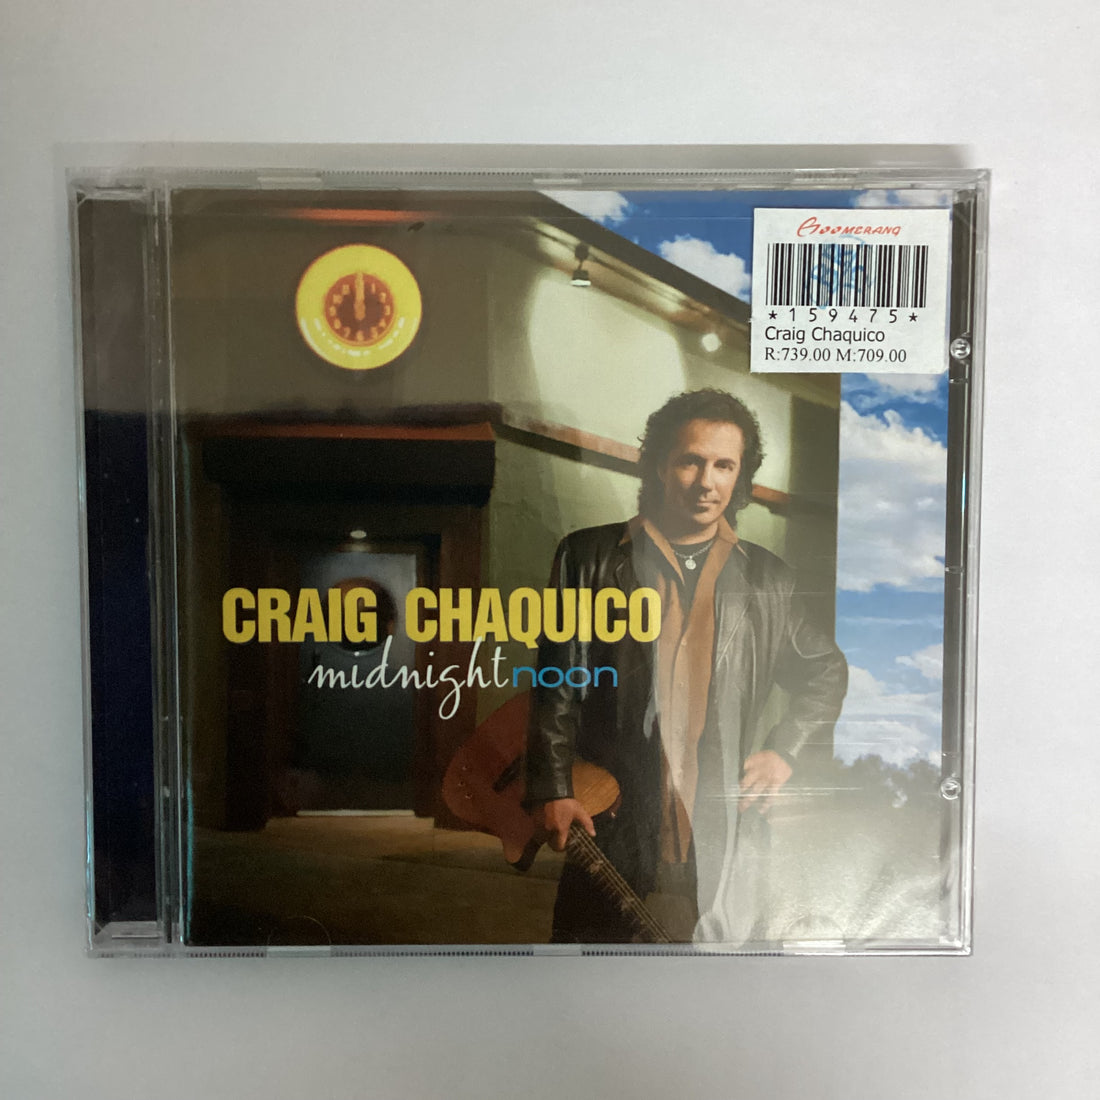 BOOMERANG
*159475*
Craig Chaquico
R:739.00 M:709.00
CRAIG CHAQUICO
midnight noon